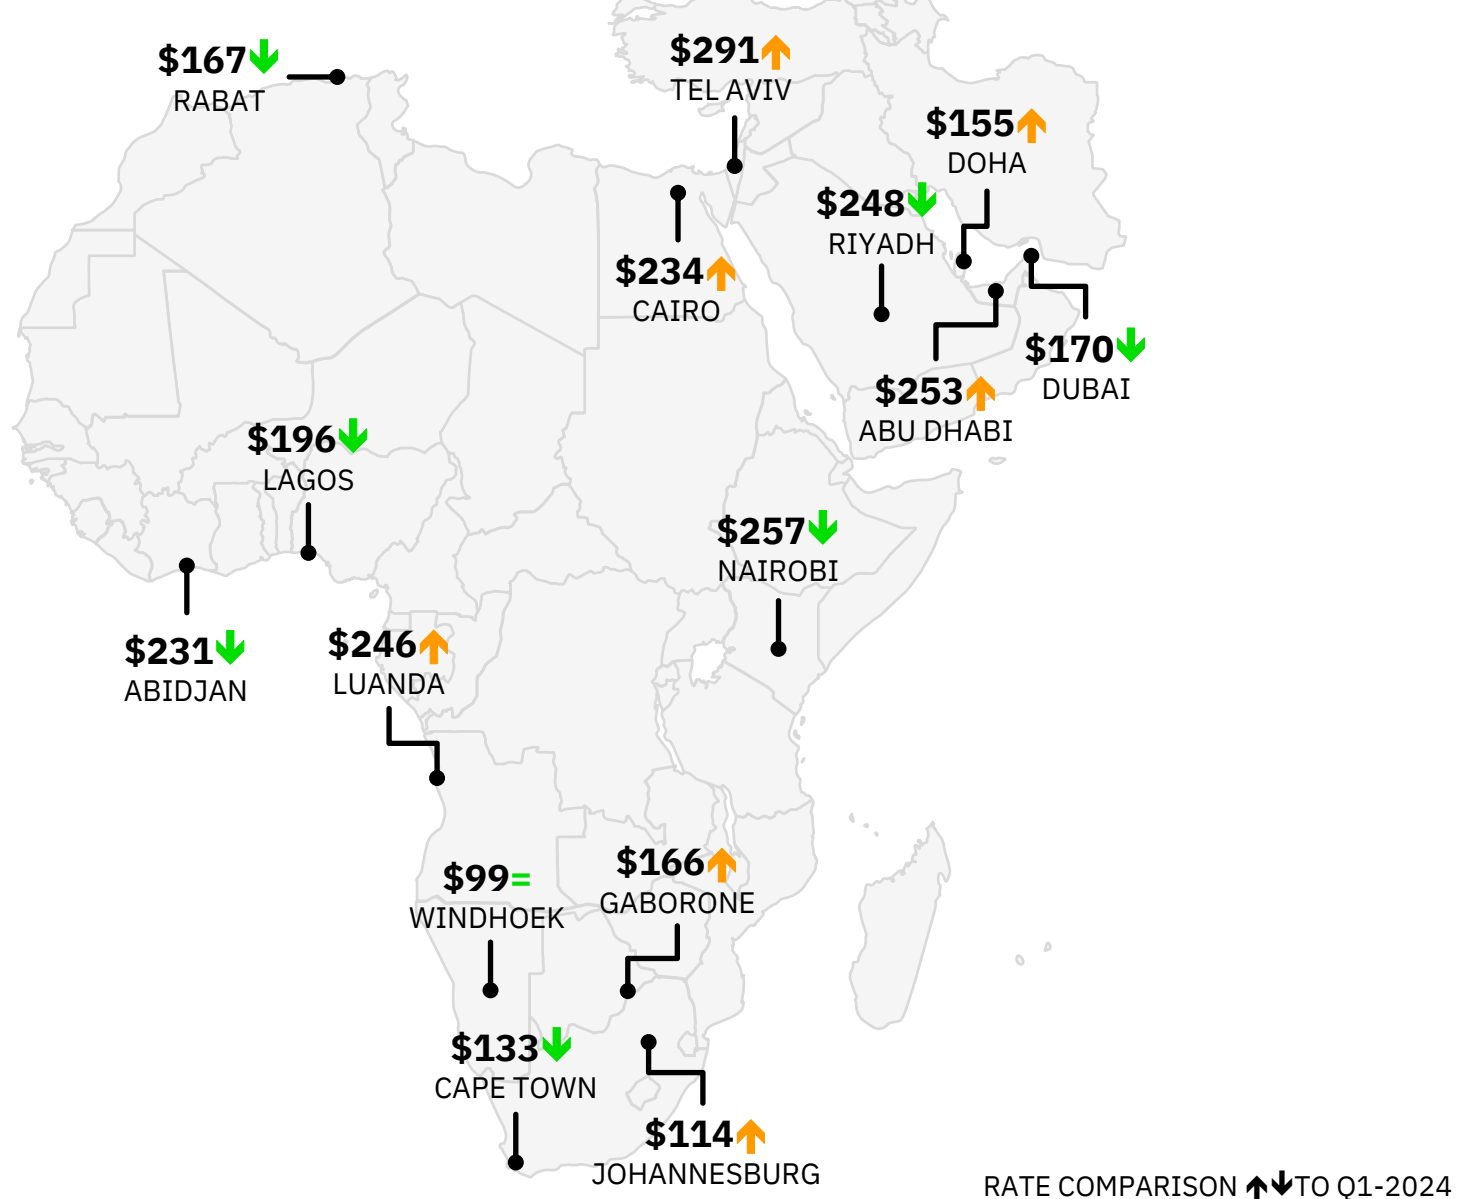 $167↓
RABAT
$291↑
TEL AVIV
$155↑
DOHA
$248↓
RIYADH
$234↑
CAIRO
$170↓
DUBAI
$253↑
ABU DHABI
$196↓
LAGOS
$257↓
NAIROBI
$231↓
ABIDJAN
$246↑
LUANDA
$99=
WINDHOEK
$166↑
GABORONE
$133↓
CAPE TOWN
$114↑
JOHANNESBURG
RATE COMPARISON ↑↓TO Q1-2024